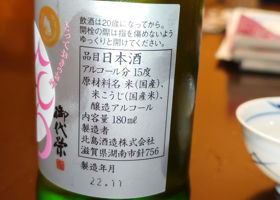 飲酒は20歳になってから。
開栓の際は指を傷めないよう
ゆっくりと開けてください。
品目 日本酒
アルコール分 15度
原材料名 米(国産)、
米こうじ(国産米)、
醸造アルコール
内容量 180㎖
製造者
北島酒造株式会社
滋賀県湖南市針756
製造年月
22.11
御代栄